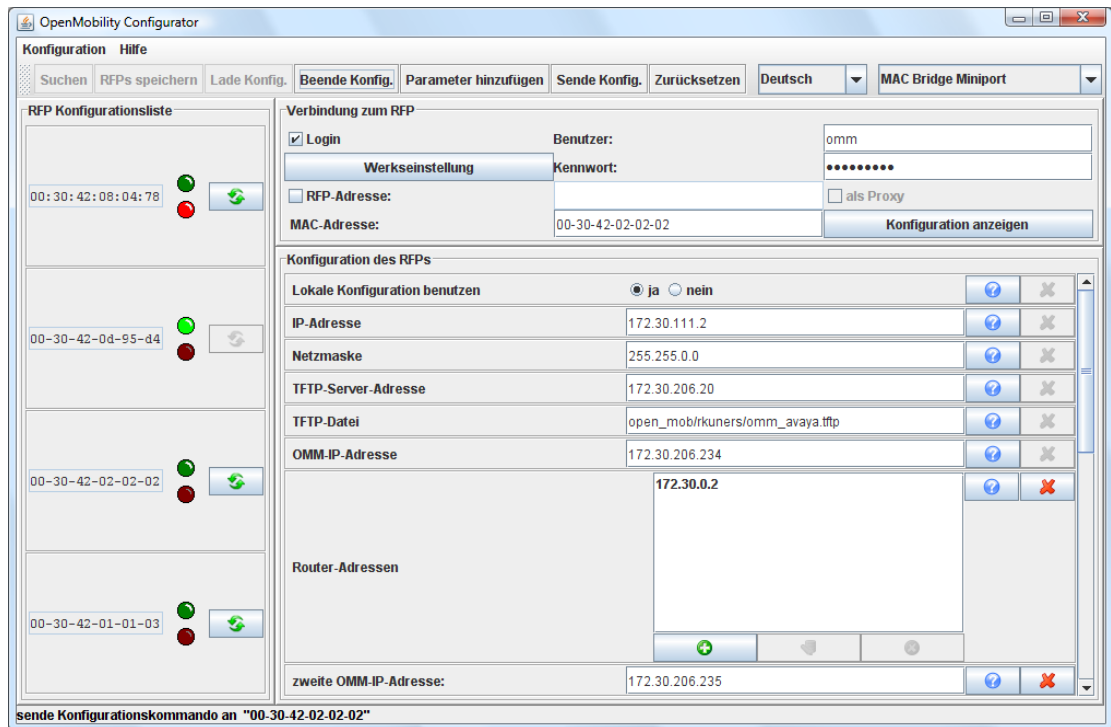 OpenMobility Configurator
Konfiguration Hilfe
Suchen RFPs speichern Lade Konfig. Beende Konfig. Parameter hinzufügen Sende Konfig. Zurücksetzen Deutsch MAC Bridge Miniport
RFP Konfigurationsliste
00:30:42:08:04:78
00-30-42-0d-95-d4
00-30-42-02-02-02
00-30-42-01-01-03
Verbindung zum RFP
Login Benutzer: omm
Werkseinstellung Kennwort: •••••••••
RFP-Adresse: als Proxy
MAC-Adresse: 00-30-42-02-02-02 Konfiguration anzeigen
Konfiguration des RFPs
Lokale Konfiguration benutzen ja nein
IP-Adresse 172.30.111.2
Netzmaske 255.255.0.0
TFTP-Server-Adresse 172.30.206.20
TFTP-Datei open_mob/rkuners/omm_avaya.tftp
OMM-IP-Adresse 172.30.206.234
Router-Adressen 172.30.0.2
zweite OMM-IP-Adresse: 172.30.206.235
sende Konfigurationskommando an "00-30-42-02-02-02"